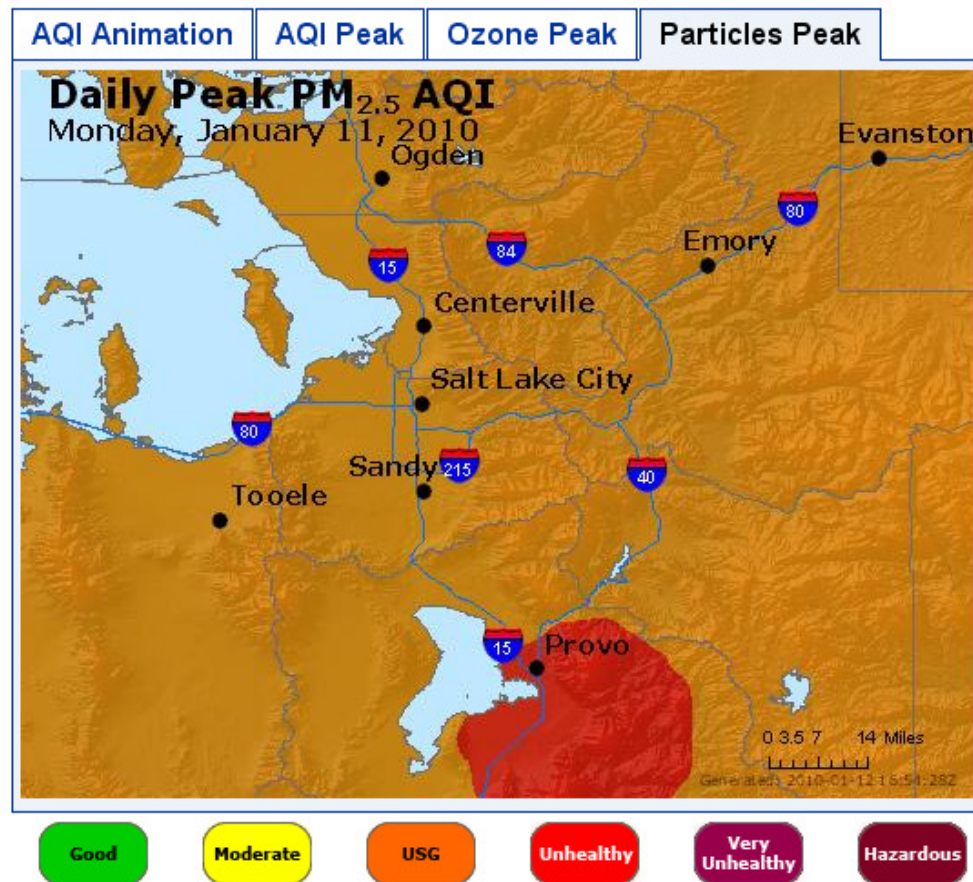 AQI Animation AQI Peak Ozone Peak Particles Peak
Daily Peak PM2.5 AQI
Monday, January 11, 2010
Ogden
Evanston
80
Emory
84
15
Centerville
Salt Lake City
80
Sandy
215
40
Tooele
15
Provo
0 3.5 7 14 Miles
Generated: 2010-01-12 16:54:28Z
Good Moderate USG Unhealthy Very Unhealthy Hazardous